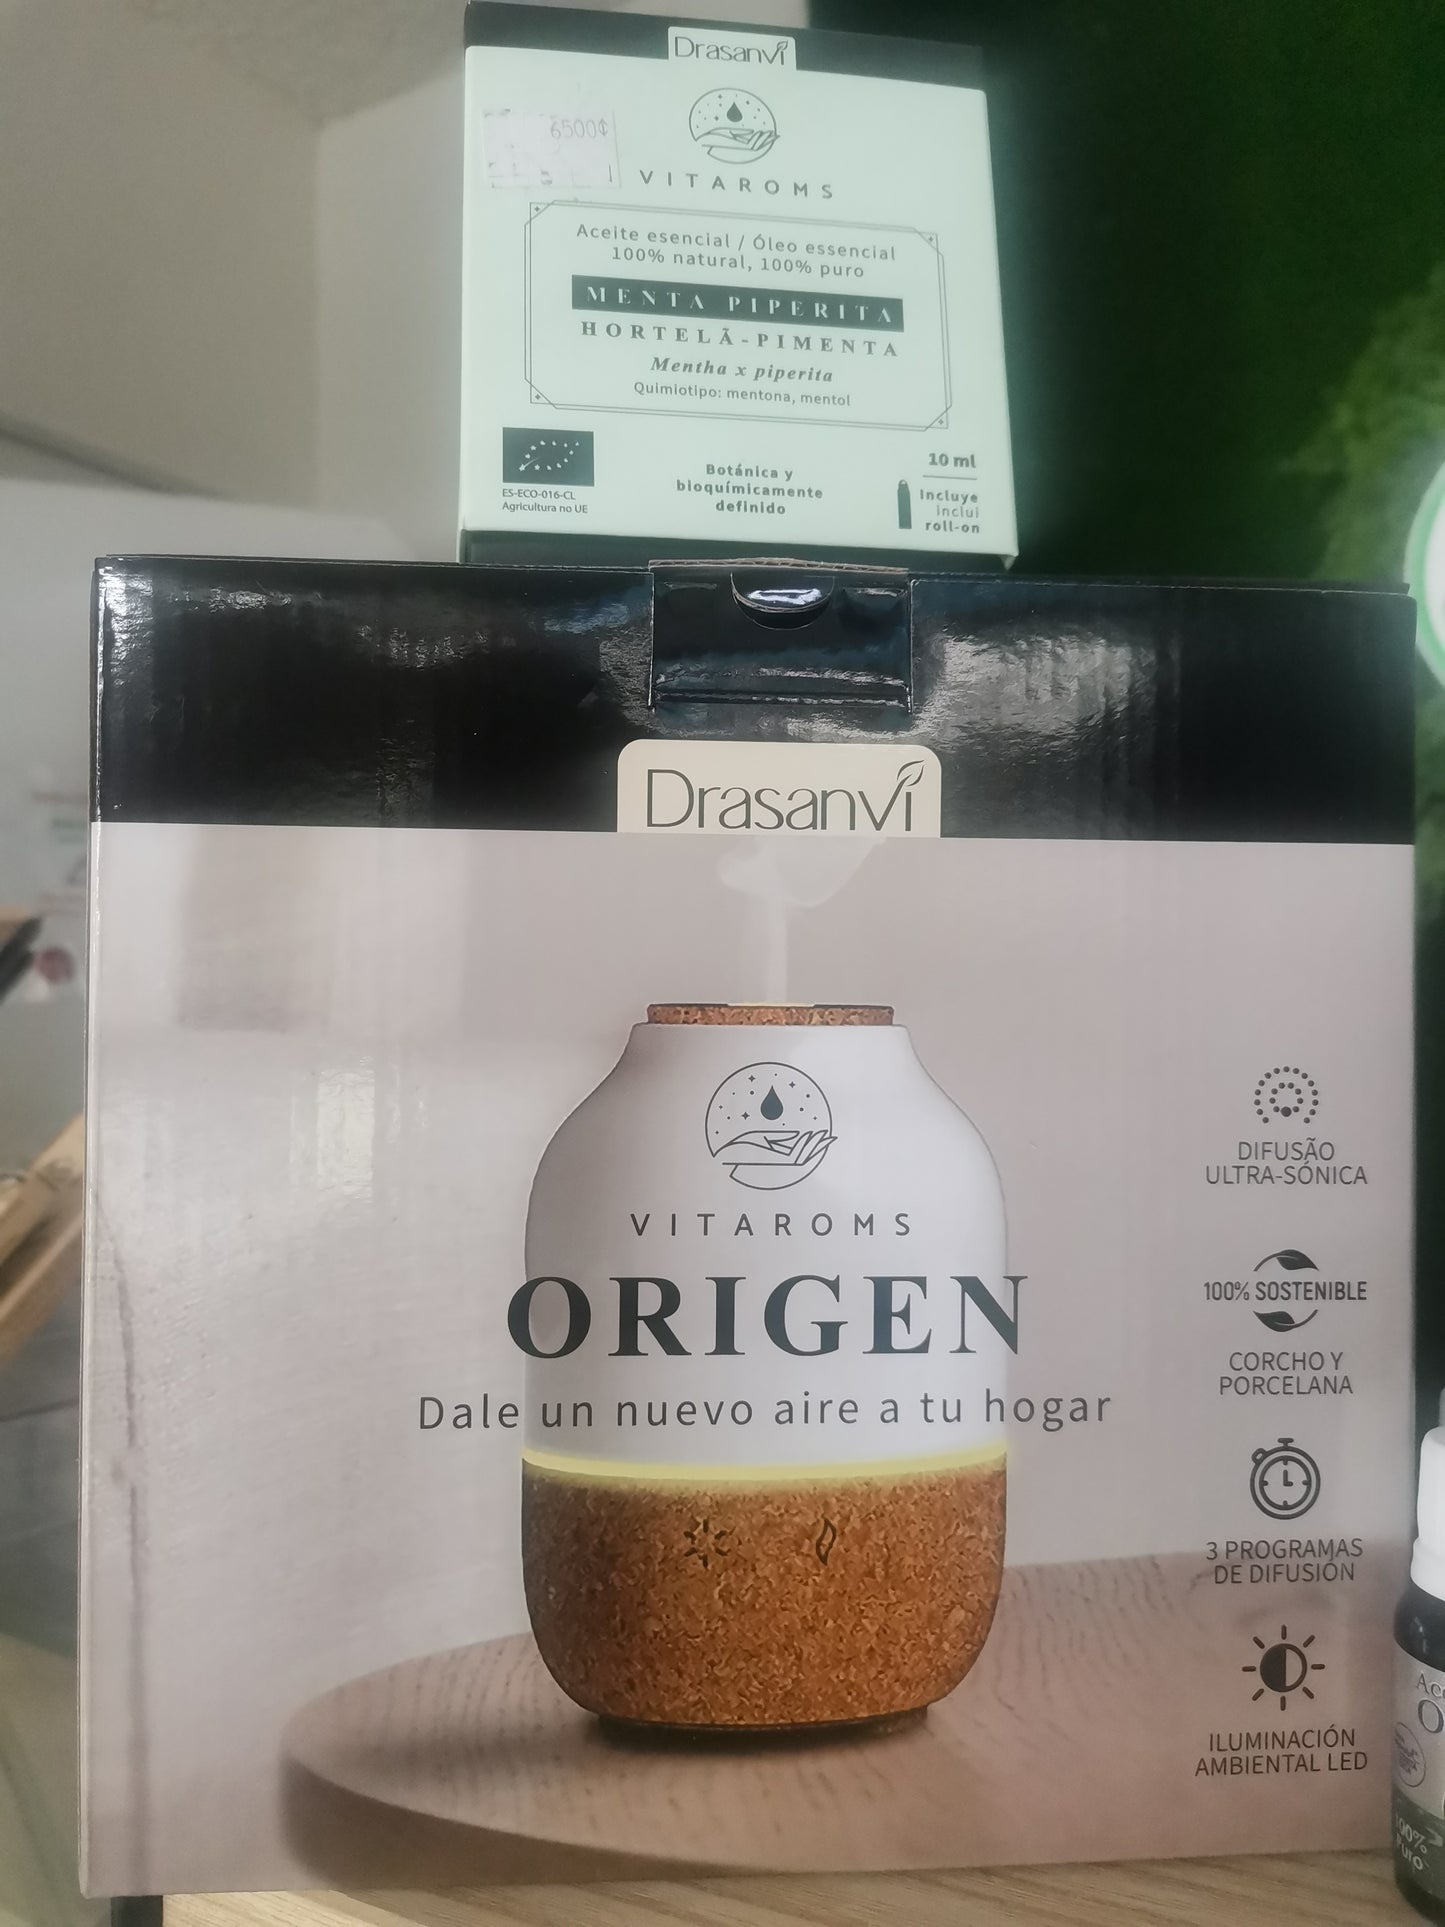 Drasanvi
6500¢
VITAROMS
Aceite esencial / Óleo essencial
100% natural, 100% puro
MENTA PIPERITA
HORTELÃ-PIMENTA
Mentha x piperita
Quimiotipo: mentona, mentol
ES-ECO-016-CL
Agricultura no UE
Botánica y
bioquímicamente
definido
10 ml
Incluye
inclui
roll-on
Drasanvi
VITAROMS
ORIGEN
Dale un nuevo aire a tu hogar
DIFUSÃO
ULTRA-SÓNICA
100% SOSTENIBLE
CORCHO Y
PORCELANA
3 PROGRAMAS
DE DIFUSIÓN
ILUMINACIÓN
AMBIENTAL LED
100%
Puro